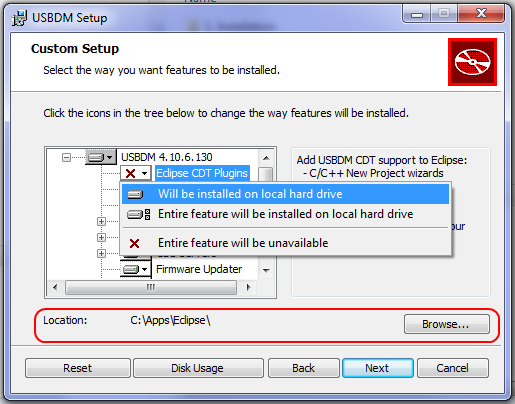 USBDM Setup
Custom Setup
Select the way you want features to be installed.
Click the icons in the tree below to change the way features will be installed.
USBDM 4.10.6.130
Eclipse CDT Plugins
Add USBDM CDT support to Eclipse:
- C/C++ New Project wizards
Will be installed on local hard drive
Entire feature will be installed on local hard drive
Entire feature will be unavailable
Firmware Updater
Location: C:\Apps\Eclipse\ Browse...
Reset Disk Usage Back Next Cancel